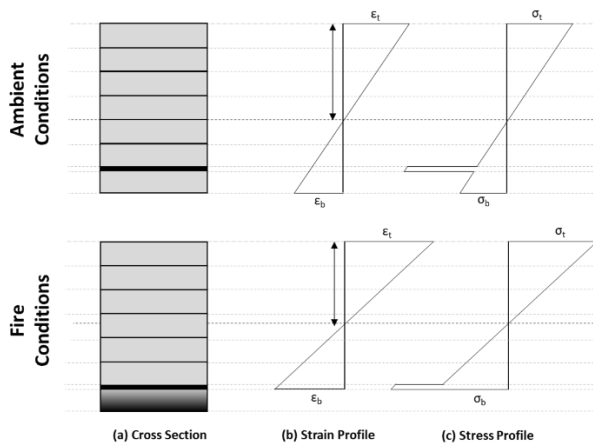 Ambient
Conditions
εt
σt
εb
σb
Fire
Conditions
εt
σt
εb
σb
(a) Cross Section
(b) Strain Profile
(c) Stress Profile